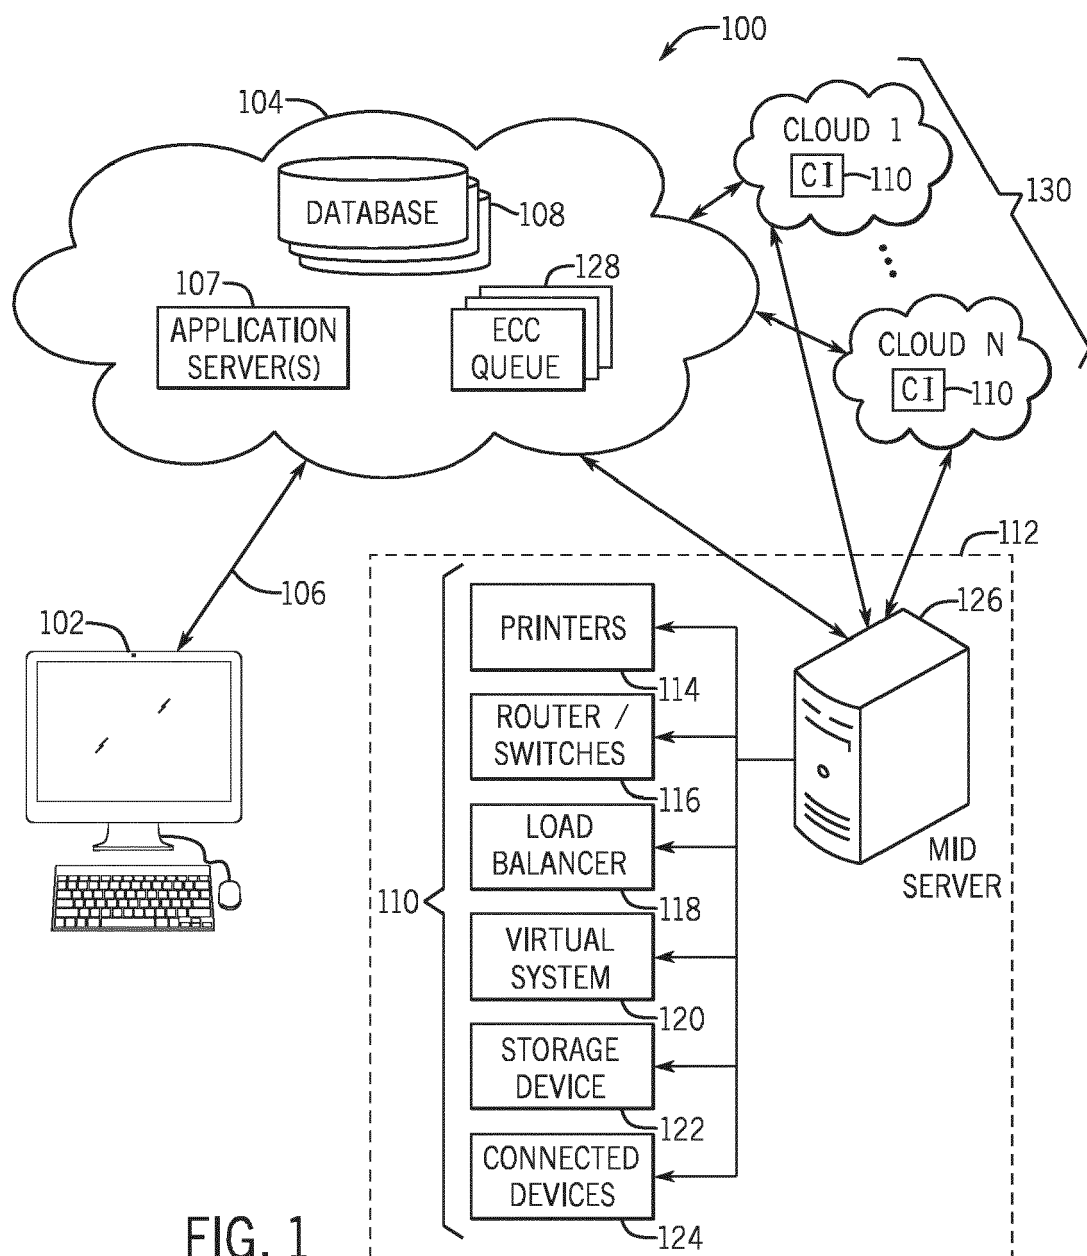 100
104
CLOUD 1
CI
110
130
DATABASE
108
107
128
APPLICATION
SERVER(S)
ECC
QUEUE
CLOUD N
CI
110
106
112
102
126
PRINTERS
114
ROUTER /
SWITCHES
116
LOAD
BALANCER
118
MID
SERVER
110
VIRTUAL
SYSTEM
120
STORAGE
DEVICE
122
CONNECTED
DEVICES
124
FIG. 1